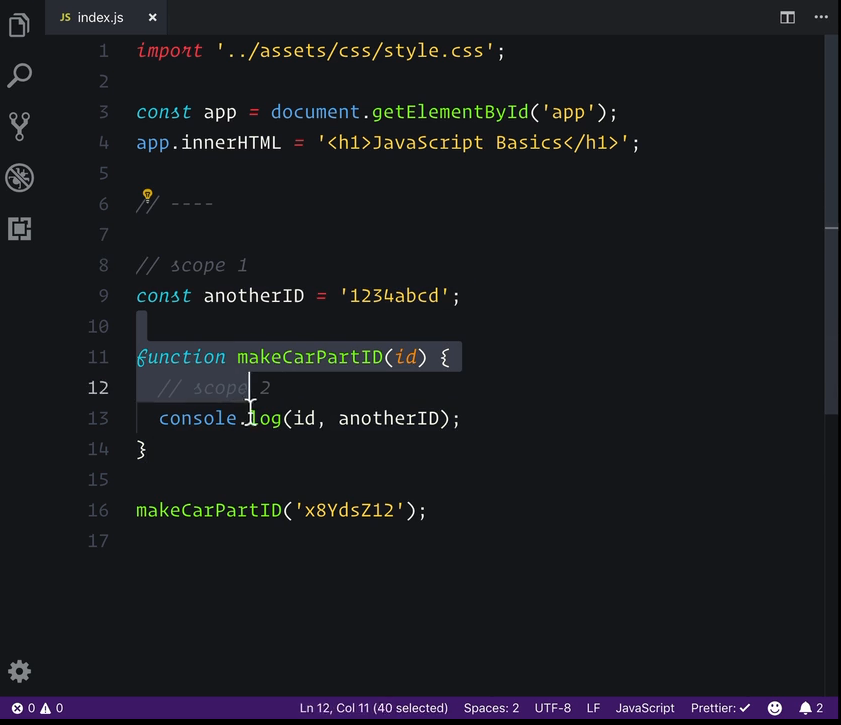 JS index.js ×
1 import '../assets/css/style.css';
2
3 const app = document.getElementById('app');
4 app.innerHTML = '<h1>JavaScript Basics</h1>';
5
6 // ----
7
8 // scope 1
9 const anotherID = '1234abcd';
10
11 function makeCarPartID(id) {
12 // scope 2
13 console.log(id, anotherID);
14 }
15
16 makeCarPartID('x8YdsZ12');
17
0 0 Ln 12, Col 11 (40 selected) Spaces: 2 UTF-8 LF JavaScript Prettier: ✓ 2